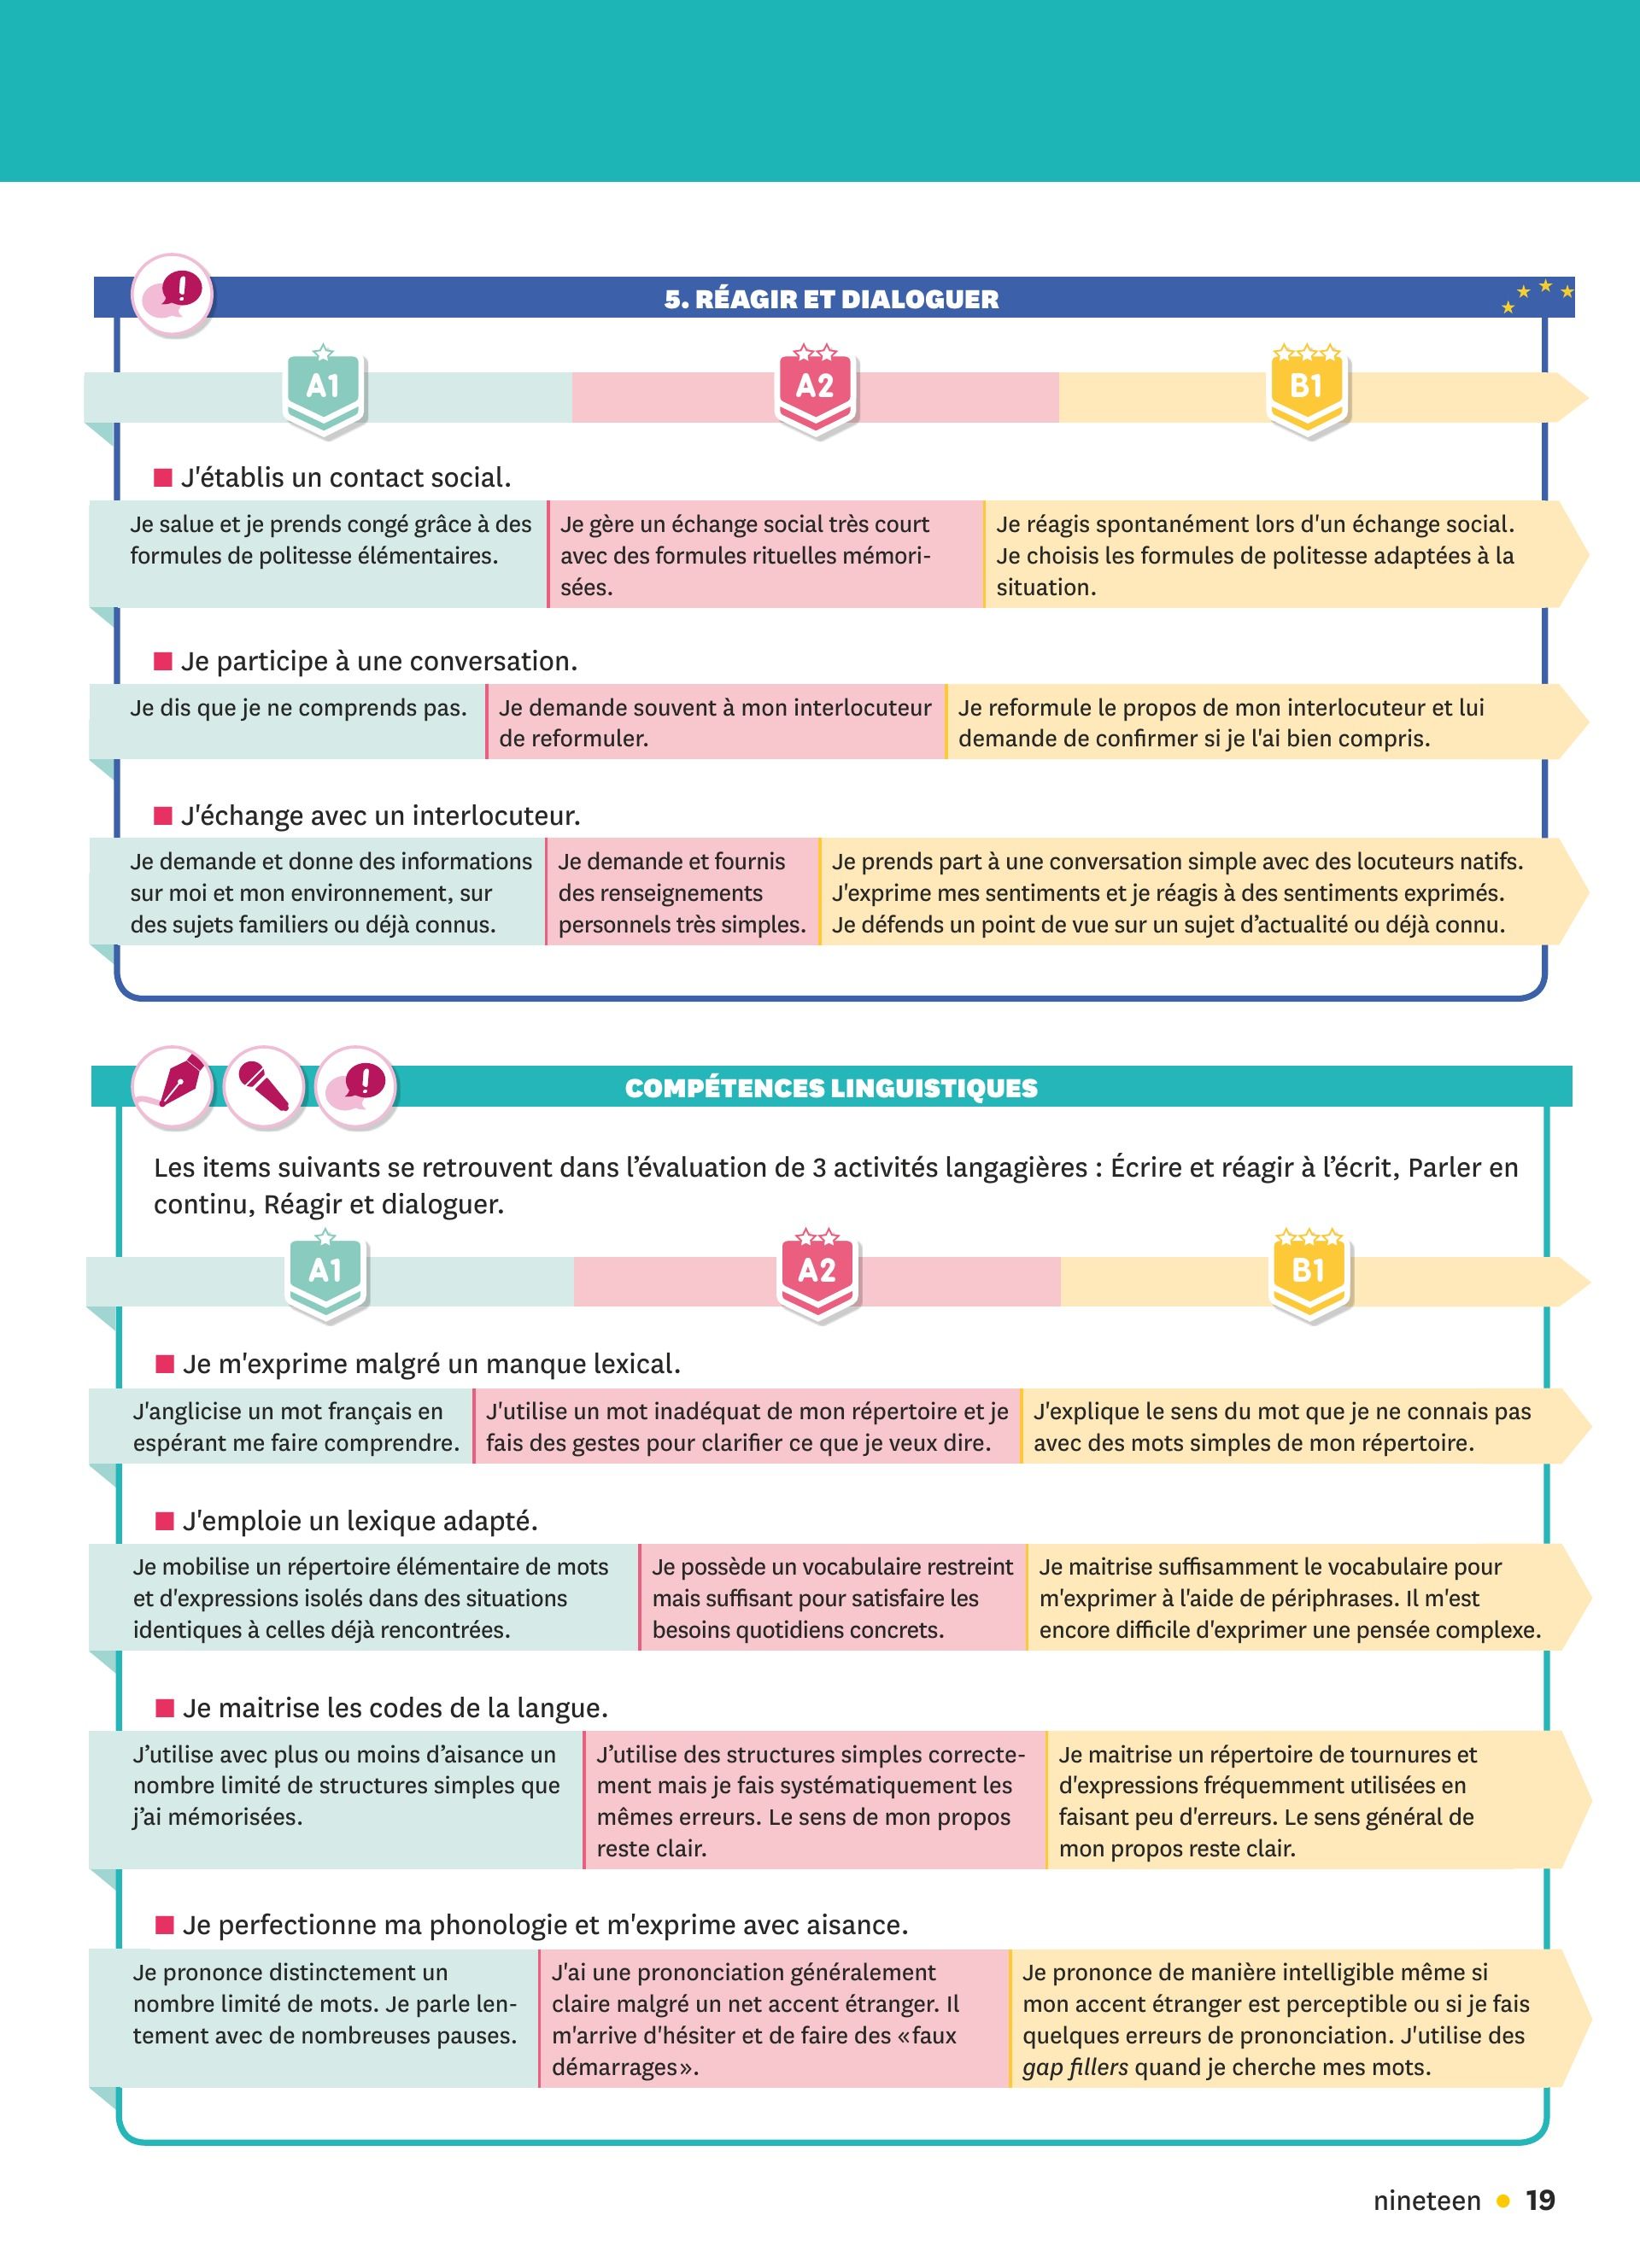 5. RÉAGIR ET DIALOGUER
A1
A2
B1
J'établis un contact social.
Je salue et je prends congé grâce à des
formules de politesse élémentaires.
Je gère un échange social très court
avec des formules rituelles mémori-
sées.
Je réagis spontanément lors d'un échange social.
Je choisis les formules de politesse adaptées à la
situation.
Je participe à une conversation.
Je dis que je ne comprends pas.
Je demande souvent à mon interlocuteur
de reformuler.
Je reformule le propos de mon interlocuteur et lui
demande de confirmer si je l'ai bien compris.
J'échange avec un interlocuteur.
Je demande et donne des informations
sur moi et mon environnement, sur
des sujets familiers ou déjà connus.
Je demande et fournis
des renseignements
personnels très simples.
Je prends part à une conversation simple avec des locuteurs natifs.
J'exprime mes sentiments et je réagis à des sentiments exprimés.
Je défends un point de vue sur un sujet d’actualité ou déjà connu.
COMPÉTENCES LINGUISTIQUES
Les items suivants se retrouvent dans l’évaluation de 3 activités langagières : Écrire et réagir à l’écrit, Parler en
continu, Réagir et dialoguer.
A1
A2
B1
Je m'exprime malgré un manque lexical.
J'anglicise un mot français en
espérant me faire comprendre.
J'utilise un mot inadéquat de mon répertoire et je
fais des gestes pour clarifier ce que je veux dire.
J'explique le sens du mot que je ne connais pas
avec des mots simples de mon répertoire.
J'emploie un lexique adapté.
Je mobilise un répertoire élémentaire de mots
et d'expressions isolés dans des situations
identiques à celles déjà rencontrées.
Je possède un vocabulaire restreint
mais suffisant pour satisfaire les
besoins quotidiens concrets.
Je maitrise suffisamment le vocabulaire pour
m'exprimer à l'aide de périphrases. Il m'est
encore difficile d'exprimer une pensée complexe.
Je maitrise les codes de la langue.
J’utilise avec plus ou moins d’aisance un
nombre limité de structures simples que
j’ai mémorisées.
J’utilise des structures simples correcte-
ment mais je fais systématiquement les
mêmes erreurs. Le sens de mon propos
reste clair.
Je maitrise un répertoire de tournures et
d'expressions fréquemment utilisées en
faisant peu d'erreurs. Le sens général de
mon propos reste clair.
Je perfectionne ma phonologie et m'exprime avec aisance.
Je prononce distinctement un
nombre limité de mots. Je parle len-
tement avec de nombreuses pauses.
J'ai une prononciation généralement
claire malgré un net accent étranger. Il
m'arrive d'hésiter et de faire des «faux
démarrages».
Je prononce de manière intelligible même si
mon accent étranger est perceptible ou si je fais
quelques erreurs de prononciation. J'utilise des
gap fillers quand je cherche mes mots.
nineteen • 19